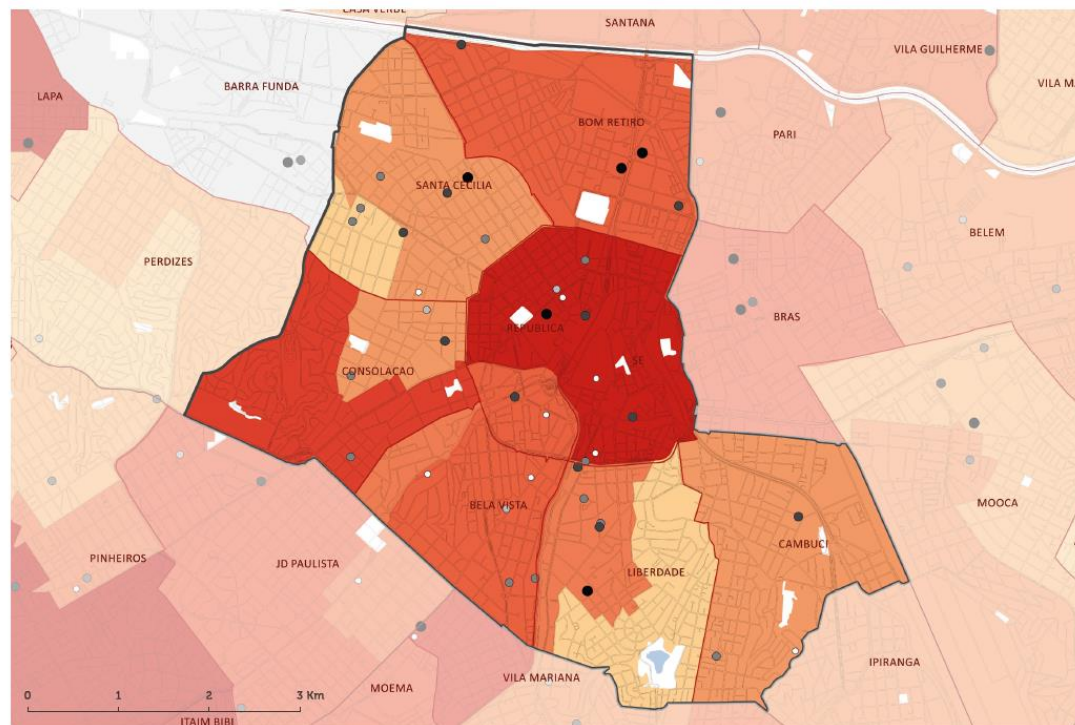 CASA VERDE
SANTANA
VILA GUILHERME
LAPA
BARRA FUNDA
VILA MA
BOM RETIRO
PARI
SANTA CECILIA
BELEM
PERDIZES
BRAS
REPUBLICA
SE
CONSOLACAO
BELA VISTA
MOOCA
CAMBUCI
PINHEIROS
JD PAULISTA
LIBERDADE
IPIRANGA
VILA MARIANA
MOEMA
0 1 2 3 Km
ITAIM BIBI